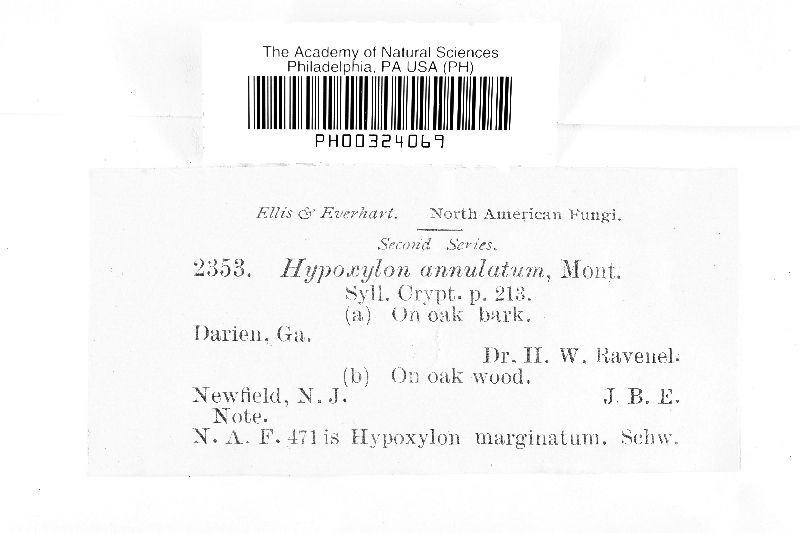 The Academy of Natural Sciences
Philadelphia, PA USA (PH)
PH00324069
Ellis & Everhart. North American Fungi.
Second Series.
2353. Hypoxylon annulatum, Mont.
Syll. Crypt. p. 213.
(a) On oak bark.
Darien, Ga.
Dr. H. W. Ravenel.
(b) On oak wood.
Newfield, N. J. J. B. E.
Note.
N. A. F. 471 is Hypoxylon marginatum. Schw.